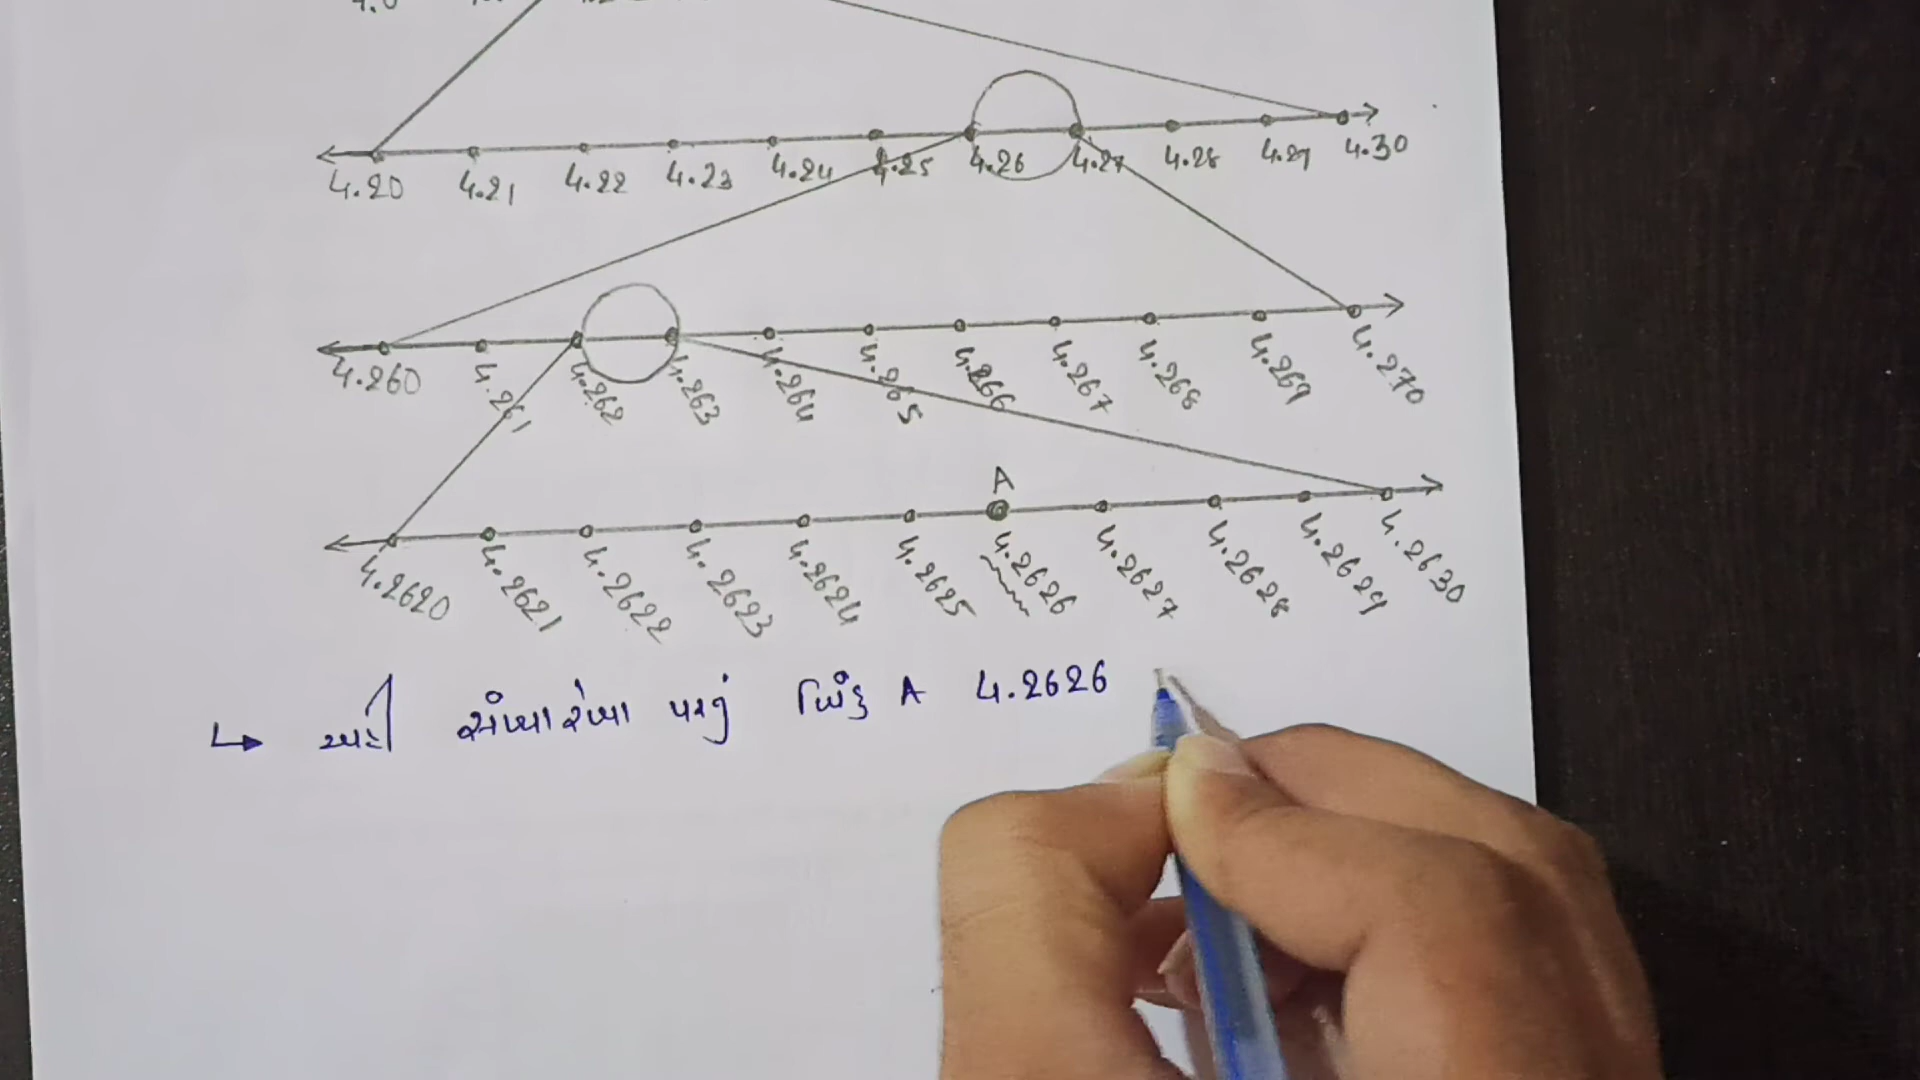 4.20 4.21 4.22 4.23 4.24 4.25 4.26 4.27 4.28 4.29 4.30
4.260 4.261 4.262 4.263 4.264 4.265 4.266 4.267 4.268 4.269 4.270
A
4.2620 4.2621 4.2622 4.2623 4.2624 4.2625 4.2626 4.2627 4.2628 4.2629 4.2630
↳ અહીં સંખ્યારેખા પરનું બિંદુ A 4.2626